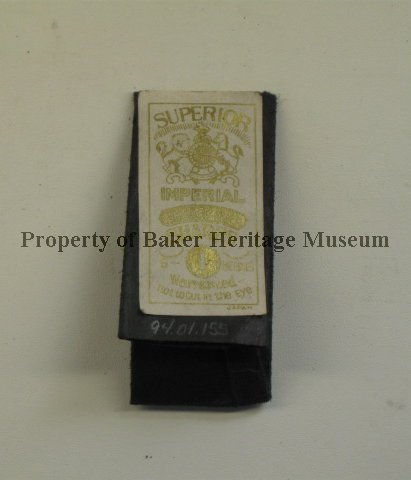 SUPERIOR
IMPERIAL
Property of Baker Heritage Museum
Warranted
not to cut in the Eye
JAPAN
94.01.155